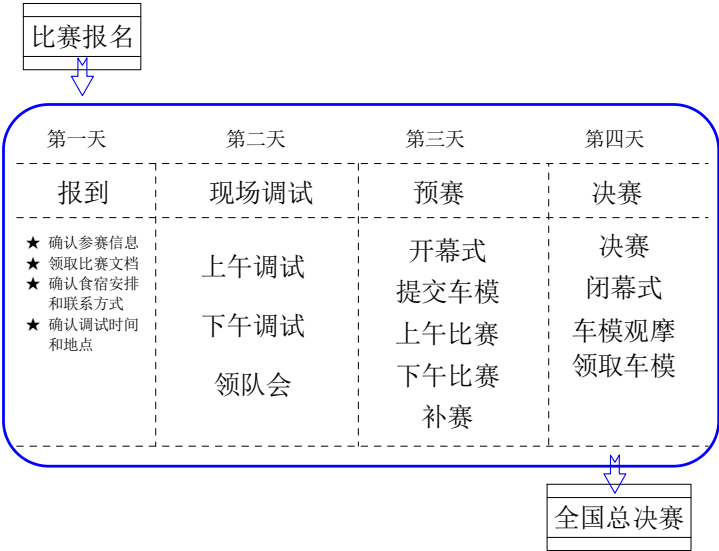 比赛报名
第一天
第二天
第三天
第四天
报到
现场调试
预赛
决赛
★ 确认参赛信息
★ 领取比赛文档
★ 确认食宿安排
和联系方式
★ 确认调试时间
和地点
上午调试
下午调试
领队会
开幕式
提交车模
上午比赛
下午比赛
补赛
决赛
闭幕式
车模观摩
领取车模
全国总决赛